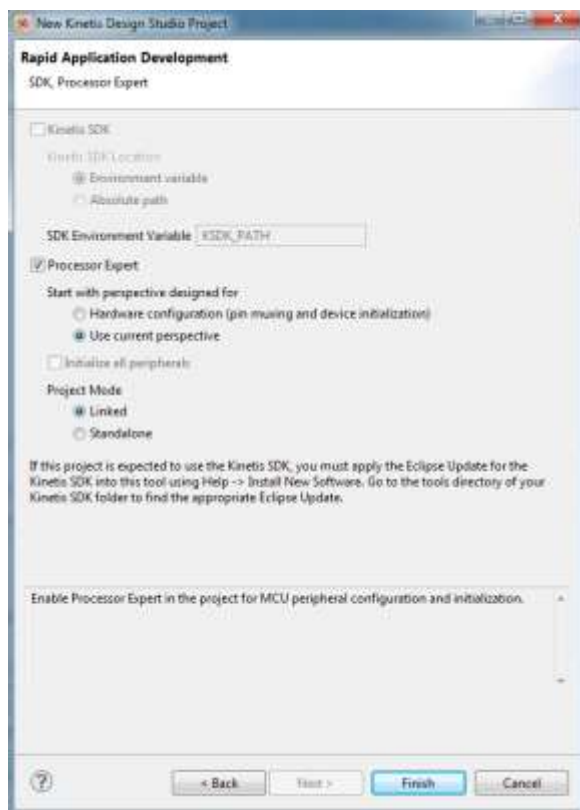 New Kinetis Design Studio Project
Rapid Application Development
SDK, Processor Expert
Kinetis SDK
Kinetis SDK Location
Environment variable
Absolute path
SDK Environment Variable KSDK_PATH
Processor Expert
Start with perspective designed for
Hardware configuration (pin muxing and device initialization)
Use current perspective
Initialize all peripherals
Project Mode
Linked
Standalone
If this project is expected to use the Kinetis SDK, you must apply the Eclipse Update for the
Kinetis SDK into this tool using Help -> Install New Software. Go to the tools directory of your
Kinetis SDK folder to find the appropriate Eclipse Update.
Enable Processor Expert in the project for MCU peripheral configuration and initialization.
? < Back Next > Finish Cancel